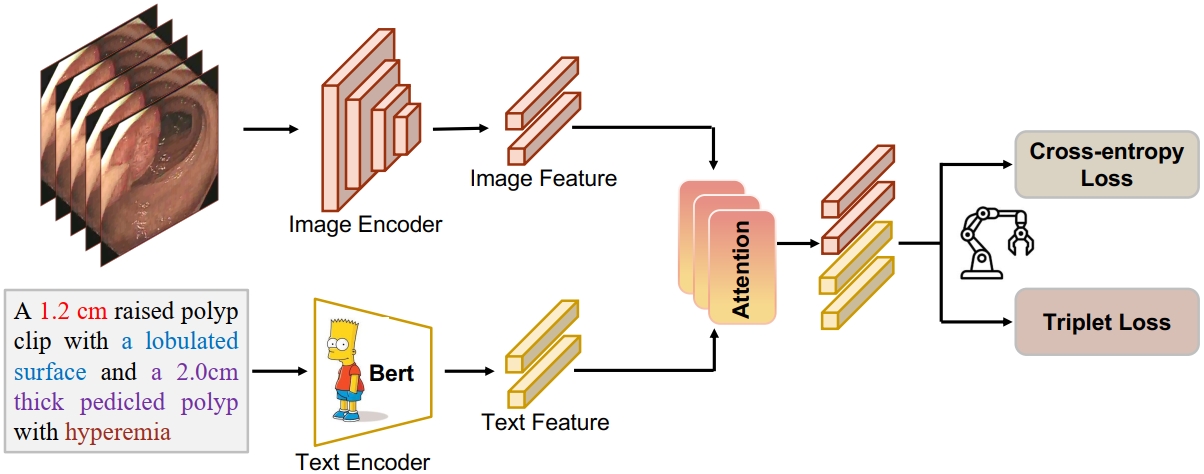 Image Encoder
Image Feature
Attention
Cross-entropy
Loss
Triplet Loss
A 1.2 cm raised polyp
clip with a lobulated
surface and a 2.0cm
thick pedicled polyp
with hyperemia
Bert
Text Encoder
Text Feature